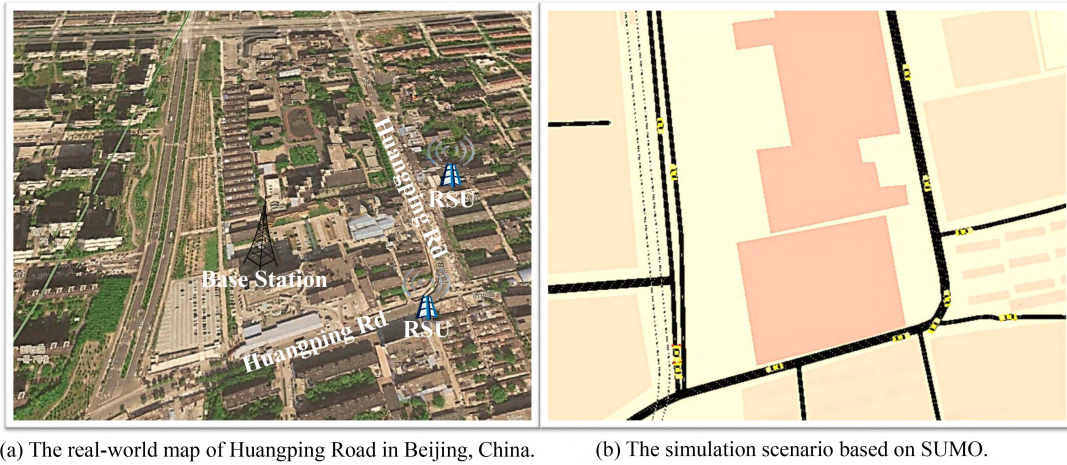 Huangping Rd
RSU
Base Station
RSU
Huangping Rd
(a) The real-world map of Huangping Road in Beijing, China.
(b) The simulation scenario based on SUMO.